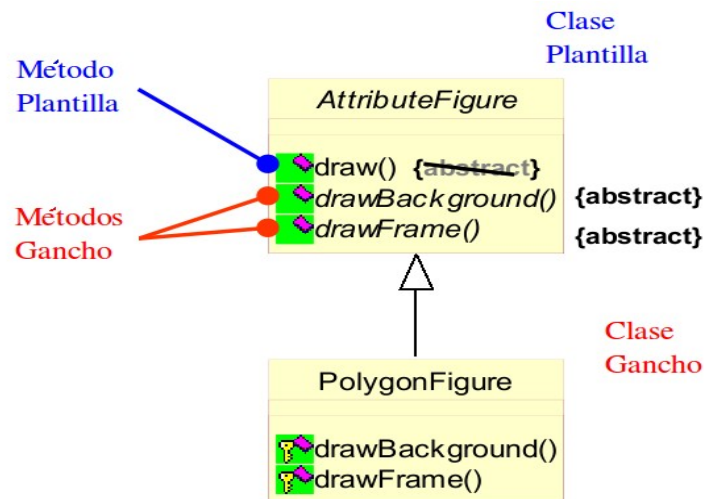 Clase
Plantilla
Método
Plantilla
AttributeFigure
draw() {abstract}
drawBackground() {abstract}
drawFrame() {abstract}
Métodos
Gancho
Clase
Gancho
PolygonFigure
drawBackground()
drawFrame()